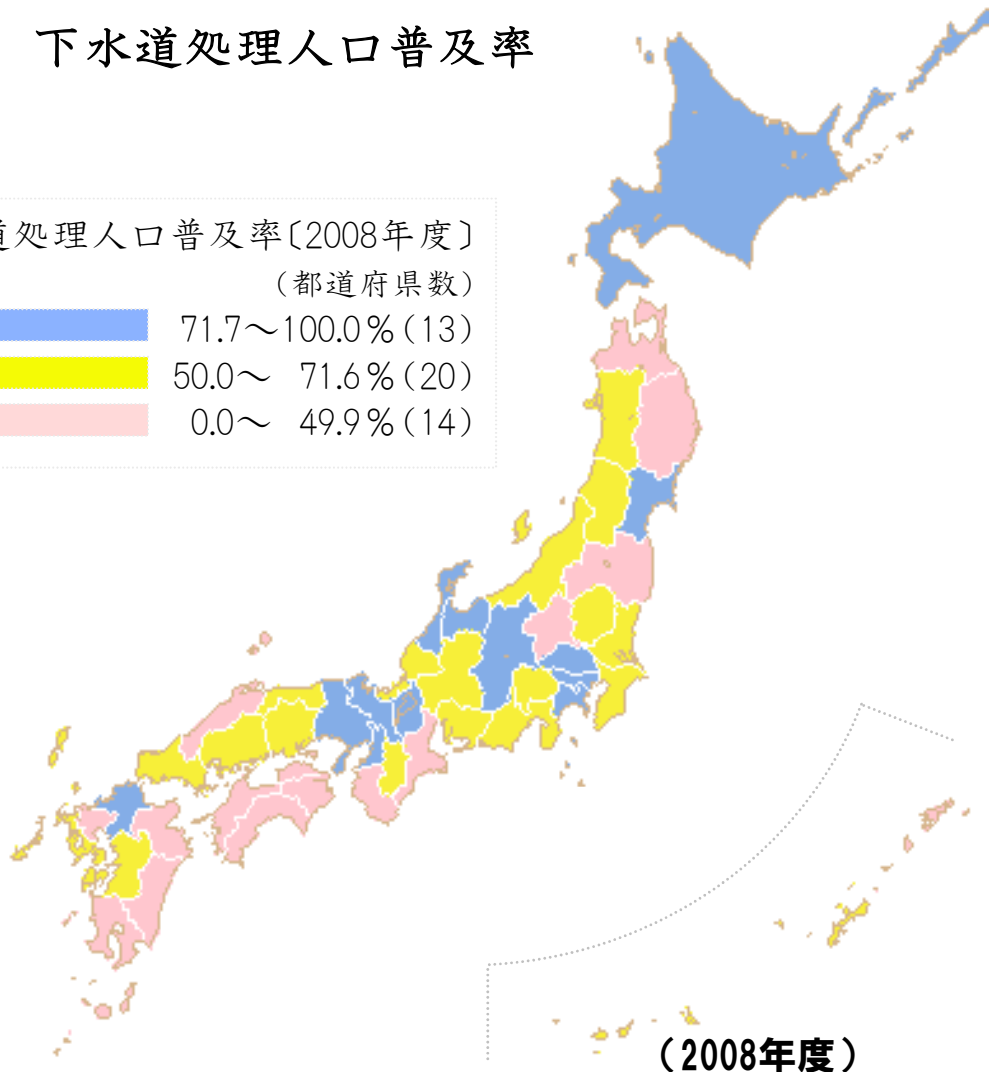 下水道処理人口普及率
道処理人口普及率〔2008年度〕
（都道府県数）
71.7～100.0％(13)
50.0～ 71.6％(20)
0.0～ 49.9％(14)
（2008年度）